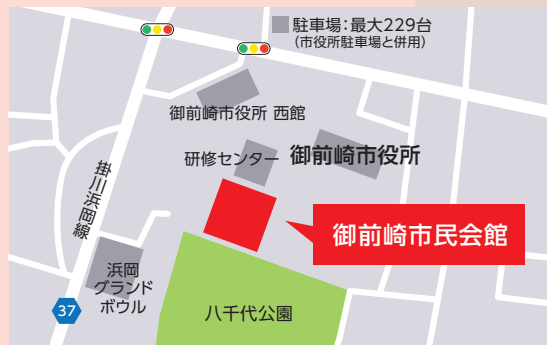 駐車場：最大229台
（市役所駐車場と併用）
御前崎市役所 西館
研修センター
御前崎市役所
掛川浜岡線
御前崎市民会館
浜岡
グランド
ボウル
37
八千代公園